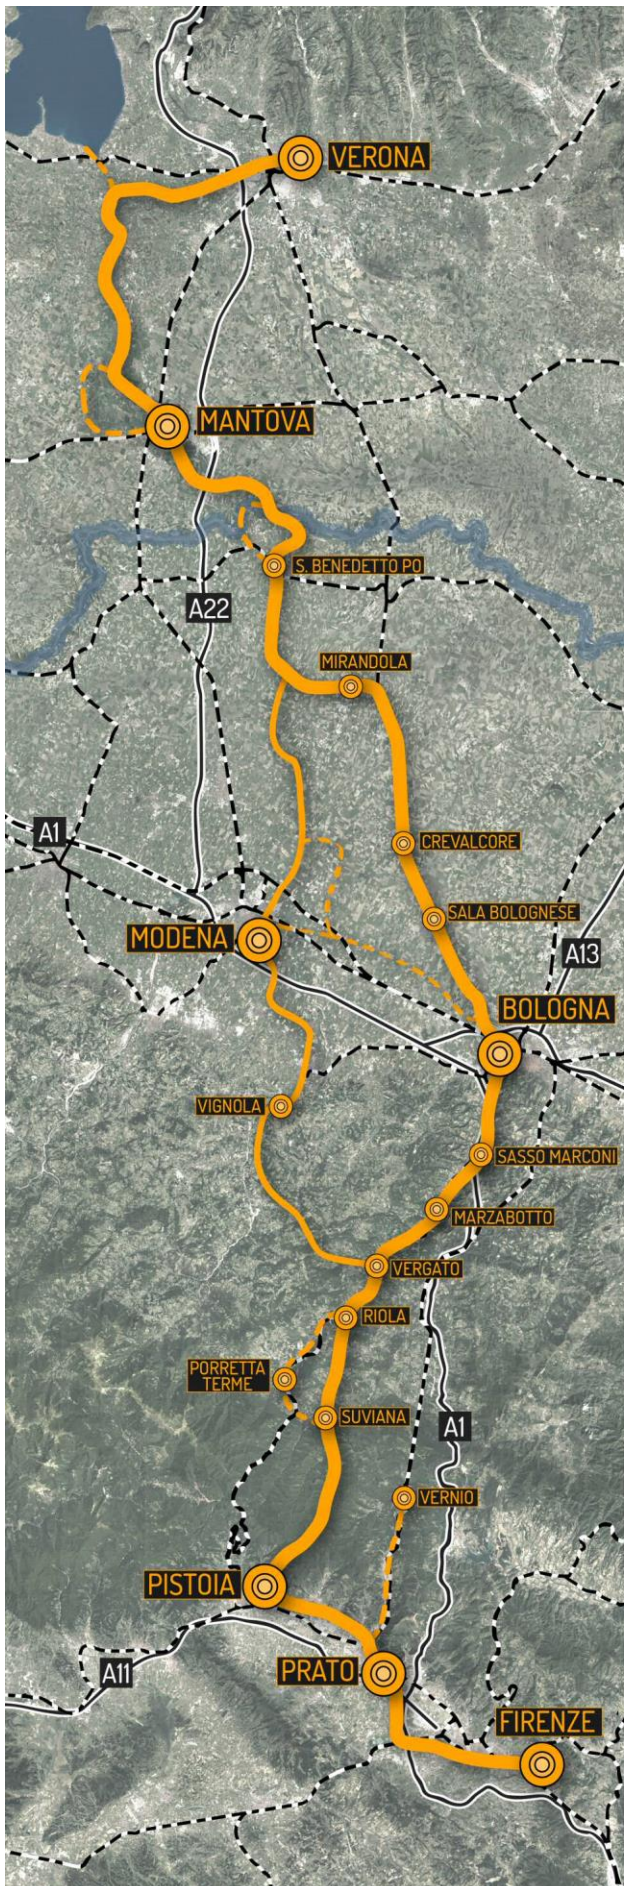 VERONA
MANTOVA
S. BENEDETTO PO
A22
MIRANDOLA
A1
CREVALCORE
SALA BOLOGNESE
MODENA
A13
BOLOGNA
VIGNOLA
SASSO MARCONI
MARZABOTTO
VERGATO
RIOLA
PORRETTA
TERME
SUVIANA
A1
VERNIO
PISTOIA
A11
PRATO
FIRENZE